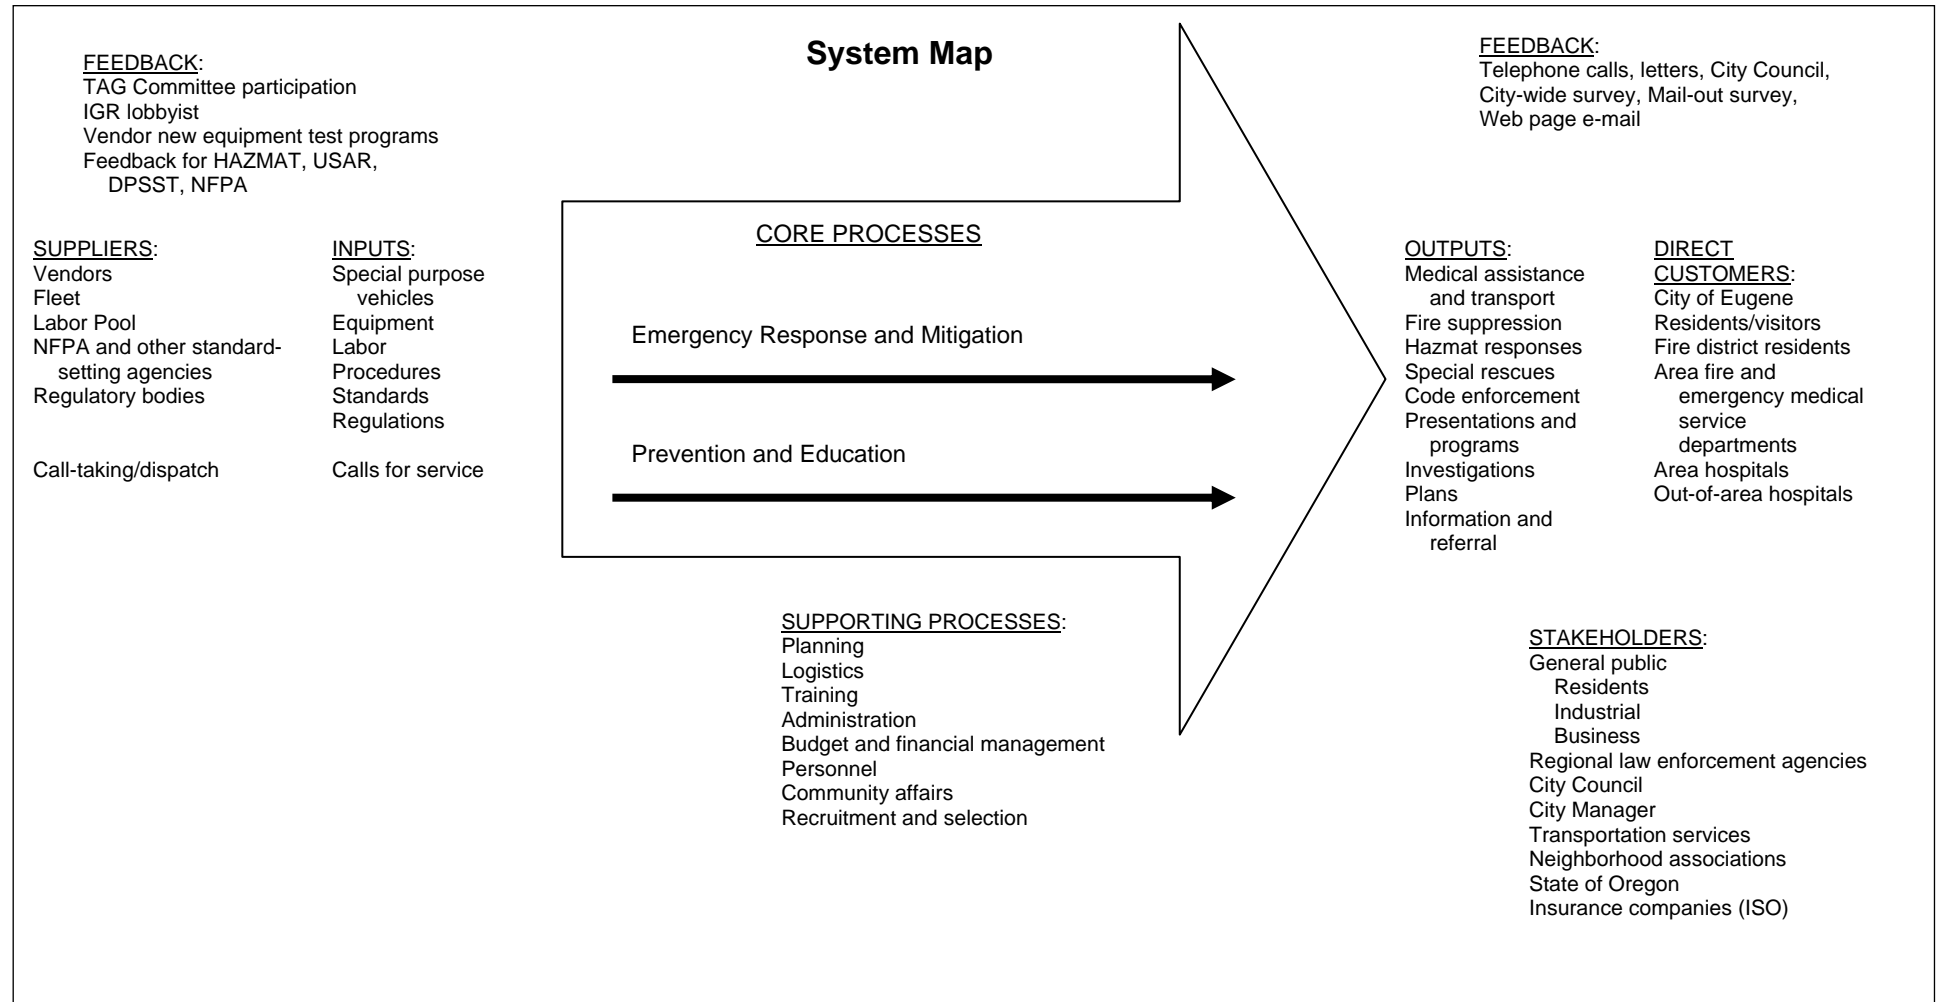 System Map
FEEDBACK:
TAG Committee participation
IGR lobbyist
Vendor new equipment test programs
Feedback for HAZMAT, USAR,
DPSST, NFPA
FEEDBACK:
Telephone calls, letters, City Council,
City-wide survey, Mail-out survey,
Web page e-mail
SUPPLIERS:
Vendors
Fleet
Labor Pool
NFPA and other standard-
setting agencies
Regulatory bodies
Call-taking/dispatch
INPUTS:
Special purpose
vehicles
Equipment
Labor
Procedures
Standards
Regulations
Calls for service
CORE PROCESSES
Emergency Response and Mitigation
Prevention and Education
OUTPUTS:
Medical assistance
and transport
Fire suppression
Hazmat responses
Special rescues
Code enforcement
Presentations and
programs
Investigations
Plans
Information and
referral
DIRECT
CUSTOMERS:
City of Eugene
Residents/visitors
Fire district residents
Area fire and
emergency medical
service
departments
Area hospitals
Out-of-area hospitals
SUPPORTING PROCESSES:
Planning
Logistics
Training
Administration
Budget and financial management
Personnel
Community affairs
Recruitment and selection
STAKEHOLDERS:
General public
Residents
Industrial
Business
Regional law enforcement agencies
City Council
City Manager
Transportation services
Neighborhood associations
State of Oregon
Insurance companies (ISO)